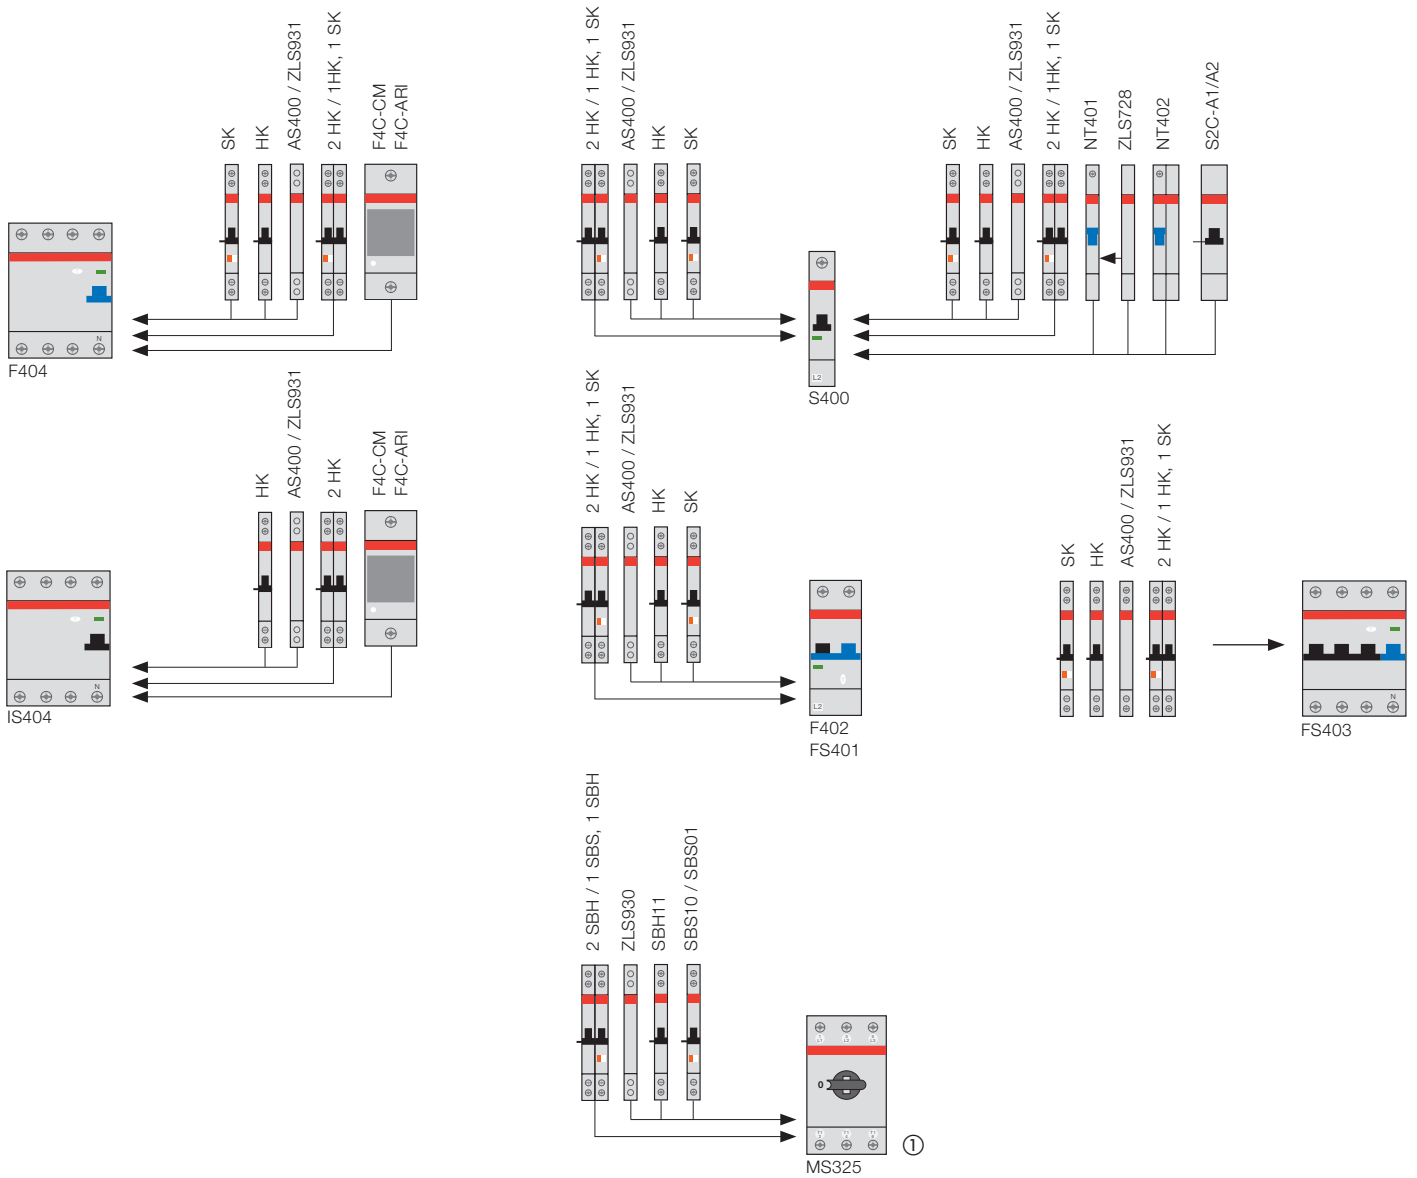 SK
HK
AS400 / ZLS931
2 HK / 1HK, 1 SK
F4C-CM
F4C-ARI
N
F404
2 HK / 1 HK, 1 SK
AS400 / ZLS931
HK
SK
L2
S400
SK
HK
AS400 / ZLS931
2 HK / 1HK, 1 SK
NT401
ZLS728
NT402
S2C-A1/A2
HK
AS400 / ZLS931
2 HK
F4C-CM
F4C-ARI
N
IS404
2 HK / 1 HK, 1 SK
AS400 / ZLS931
HK
SK
L2
F402
FS401
SK
HK
AS400 / ZLS931
2 HK / 1 HK, 1 SK
N
FS403
2 SBH / 1 SBS, 1 SBH
ZLS930
SBH11
SBS10 / SBS01
0
MS325
①